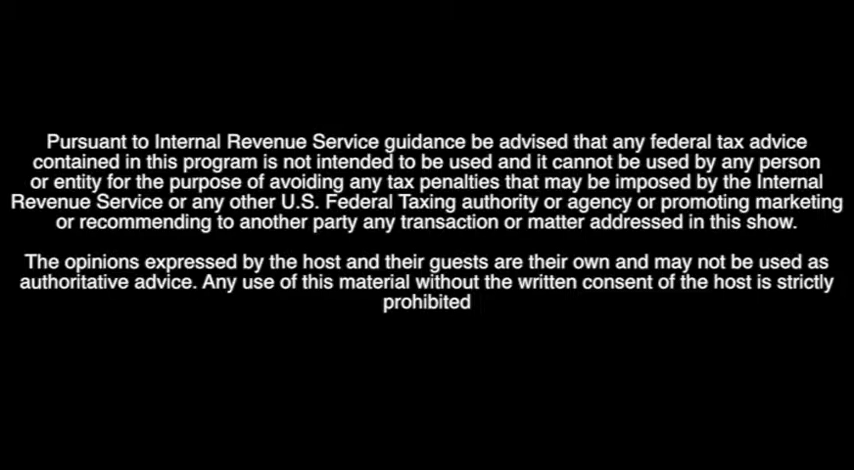 Pursuant to Internal Revenue Service guidance be advised that any federal tax advice
contained in this program is not intended to be used and it cannot be used by any person
or entity for the purpose of avoiding any tax penalties that may be imposed by the Internal
Revenue Service or any other U.S. Federal Taxing authority or agency or promoting marketing
or recommending to another party any transaction or matter addressed in this show.
The opinions expressed by the host and their guests are their own and may not be used as
authoritative advice. Any use of this material without the written consent of the host is strictly
prohibited